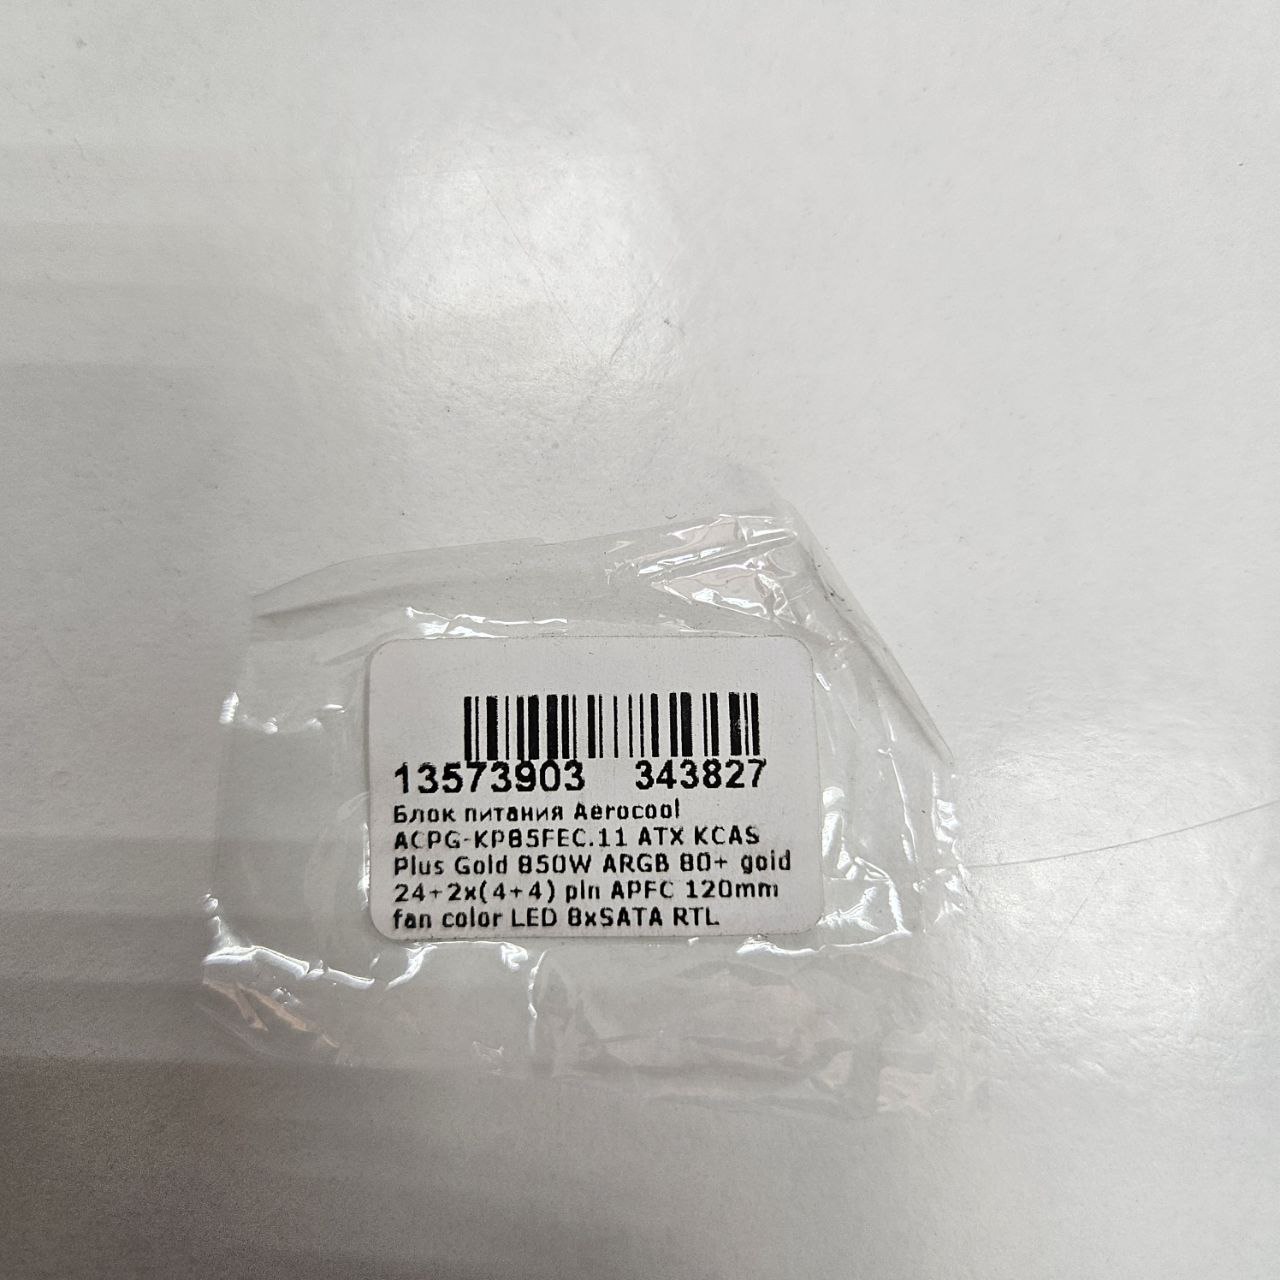 13573903 343827
Блок питания Aerocool
ACPG-KP85FEC.11 ATX KCAS
Plus Gold 850W ARGB 80+ gold
24+2x(4+4) pin APFC 120mm
fan color LED 8xSATA RTL